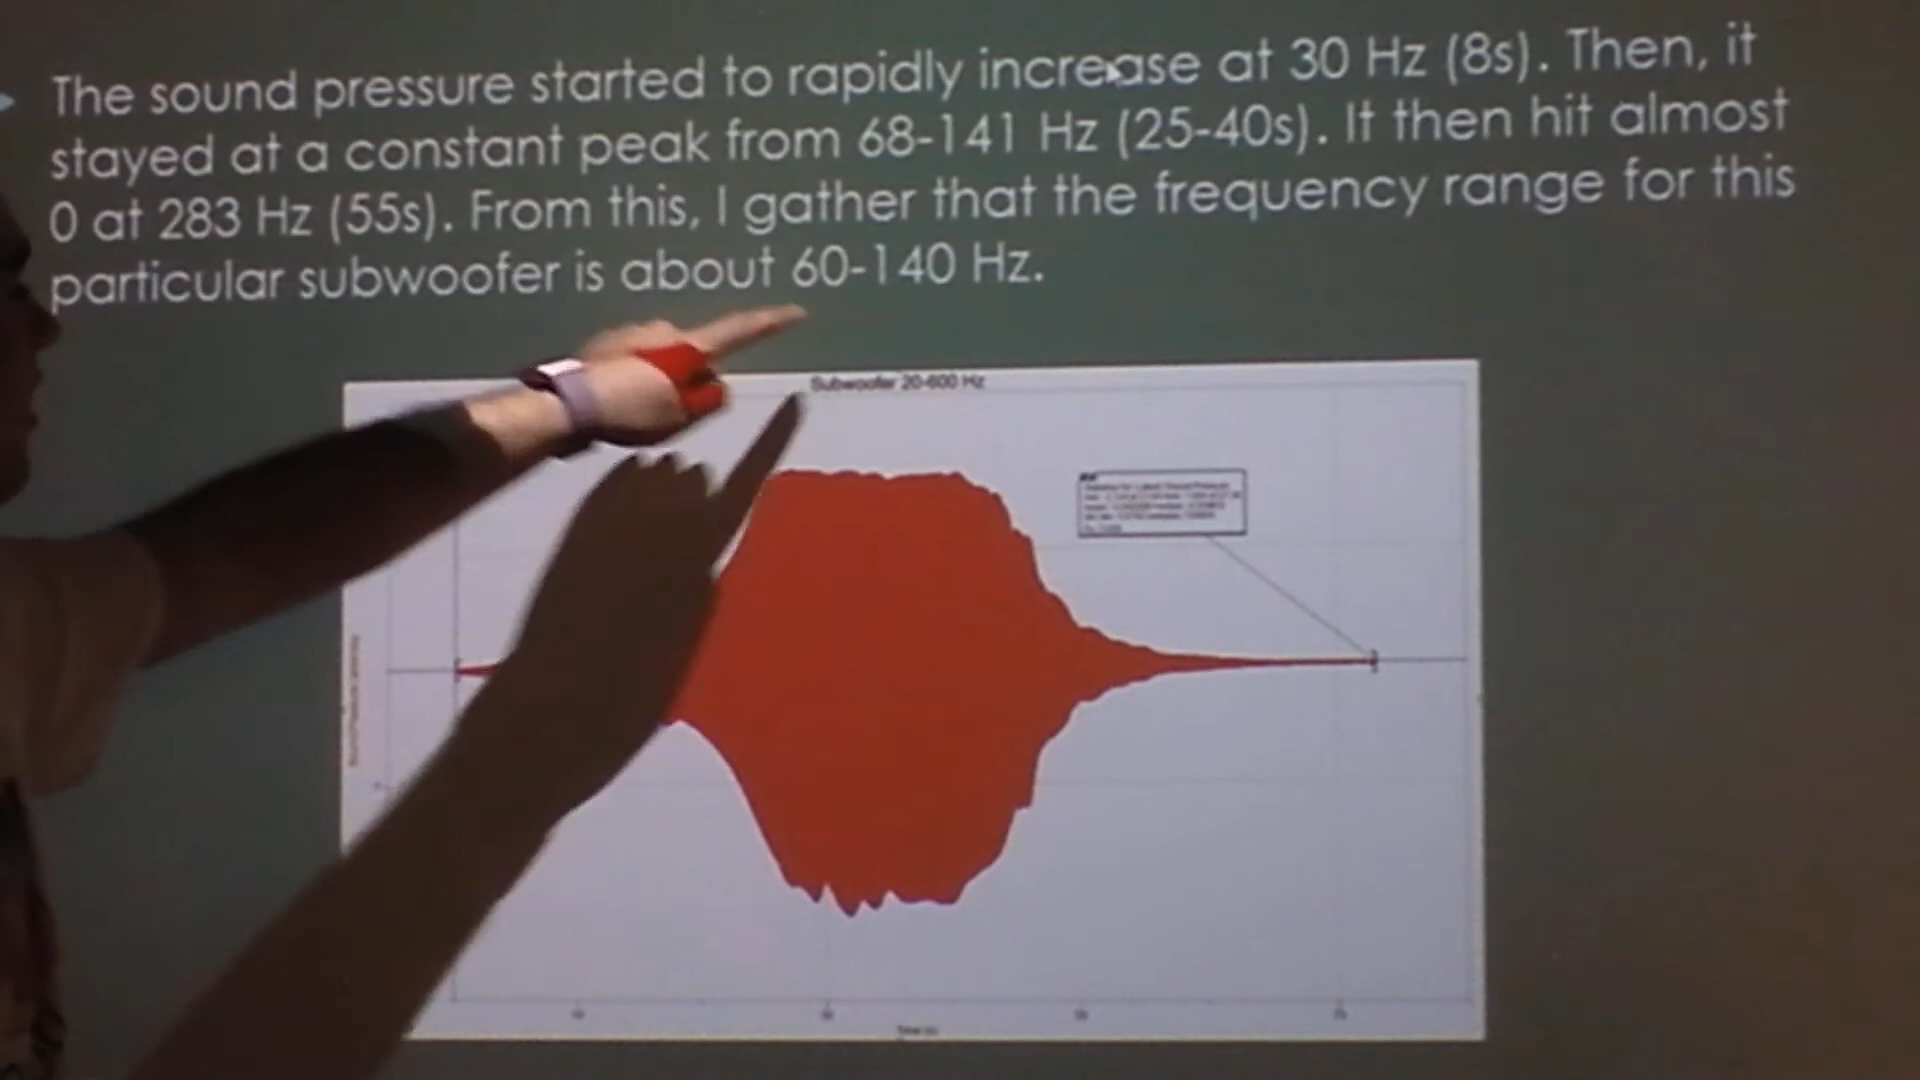 The sound pressure started to rapidly increase at 30 Hz (8s). Then, it
stayed at a constant peak from 68-141 Hz (25-40s). It then hit almost
0 at 283 Hz (55s). From this, I gather that the frequency range for this
particular subwoofer is about 60-140 Hz.
Subwoofer 20-600 Hz